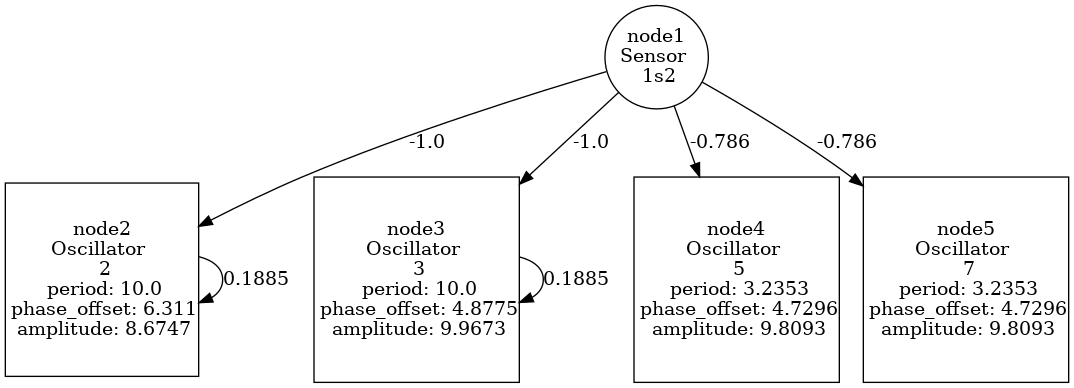 node1
Sensor
1s2
-1.0
-1.0
-0.786
-0.786
node2
Oscillator
2
period: 10.0
phase_offset: 6.311
amplitude: 8.6747
0.1885
node3
Oscillator
3
period: 10.0
phase_offset: 4.8775
amplitude: 9.9673
0.1885
node4
Oscillator
5
period: 3.2353
phase_offset: 4.7296
amplitude: 9.8093
node5
Oscillator
7
period: 3.2353
phase_offset: 4.7296
amplitude: 9.8093